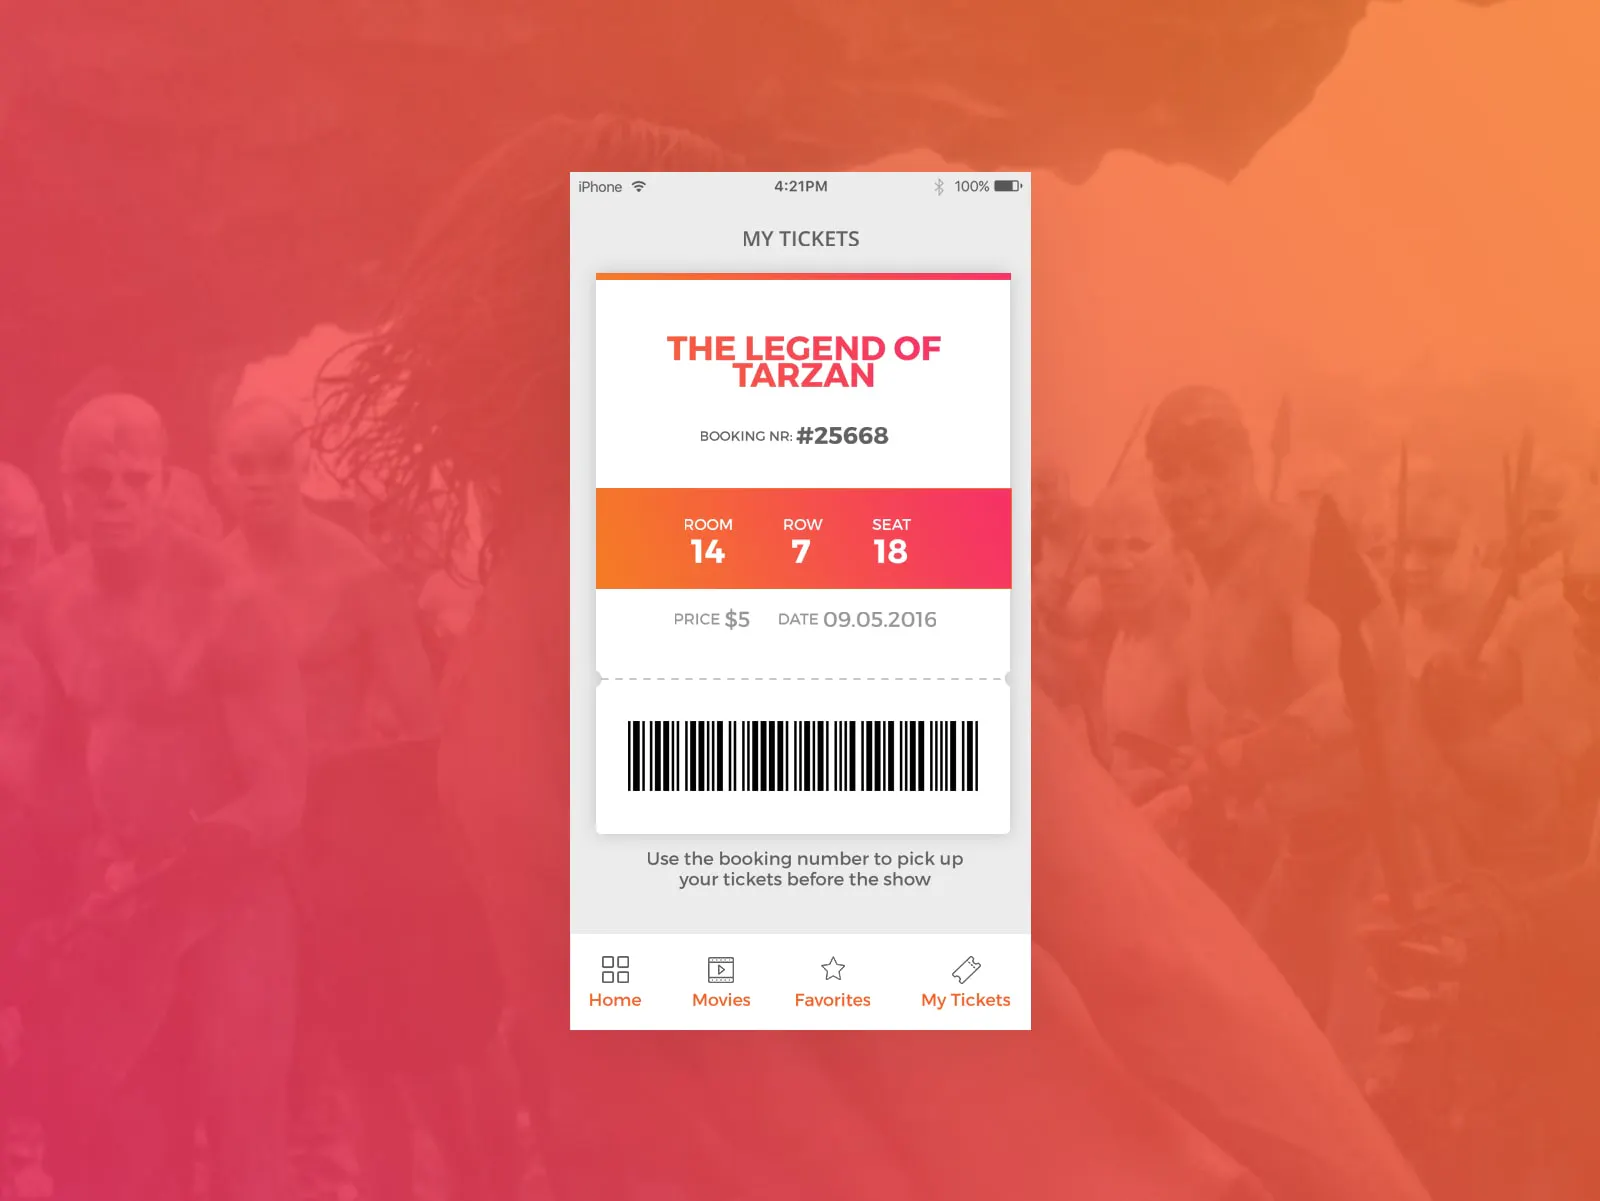 iPhone 4:21PM 100%
MY TICKETS
THE LEGEND OF
TARZAN
BOOKING NR: #25668
ROOM ROW SEAT
14 7 18
PRICE $5 DATE 09.05.2016
Use the booking number to pick up
your tickets before the show
Home Movies Favorites My Tickets